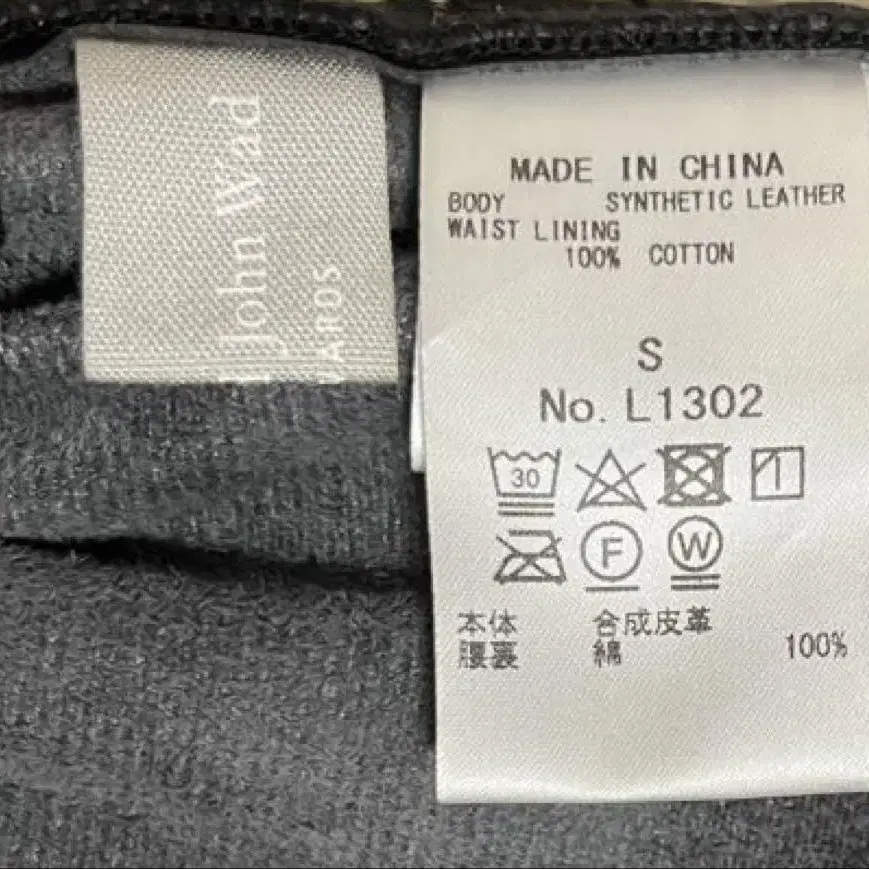 John Wad
MADE IN CHINA
BODY SYNTHETIC LEATHER
WAIST LINING
100% COTTON
S
No. L1302
30
F W
本体 合成皮革
腰裏 綿 100%